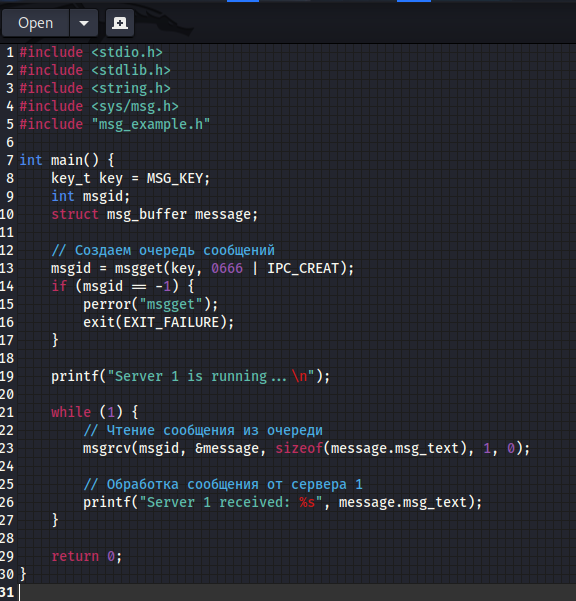 Open
1 #include <stdio.h>
2 #include <stdlib.h>
3 #include <string.h>
4 #include <sys/msg.h>
5 #include "msg_example.h"
6
7 int main() {
8     key_t key = MSG_KEY;
9     int msgid;
10     struct msg_buffer message;
11
12     // Создаем очередь сообщений
13     msgid = msgget(key, 0666 | IPC_CREAT);
14     if (msgid == -1) {
15         perror("msgget");
16         exit(EXIT_FAILURE);
17     }
18
19     printf("Server 1 is running...\n");
20
21     while (1) {
22         // Чтение сообщения из очереди
23         msgrcv(msgid, &message, sizeof(message.msg_text), 1, 0);
24
25         // Обработка сообщения от сервера 1
26         printf("Server 1 received: %s", message.msg_text);
27     }
28
29     return 0;
30 }
31